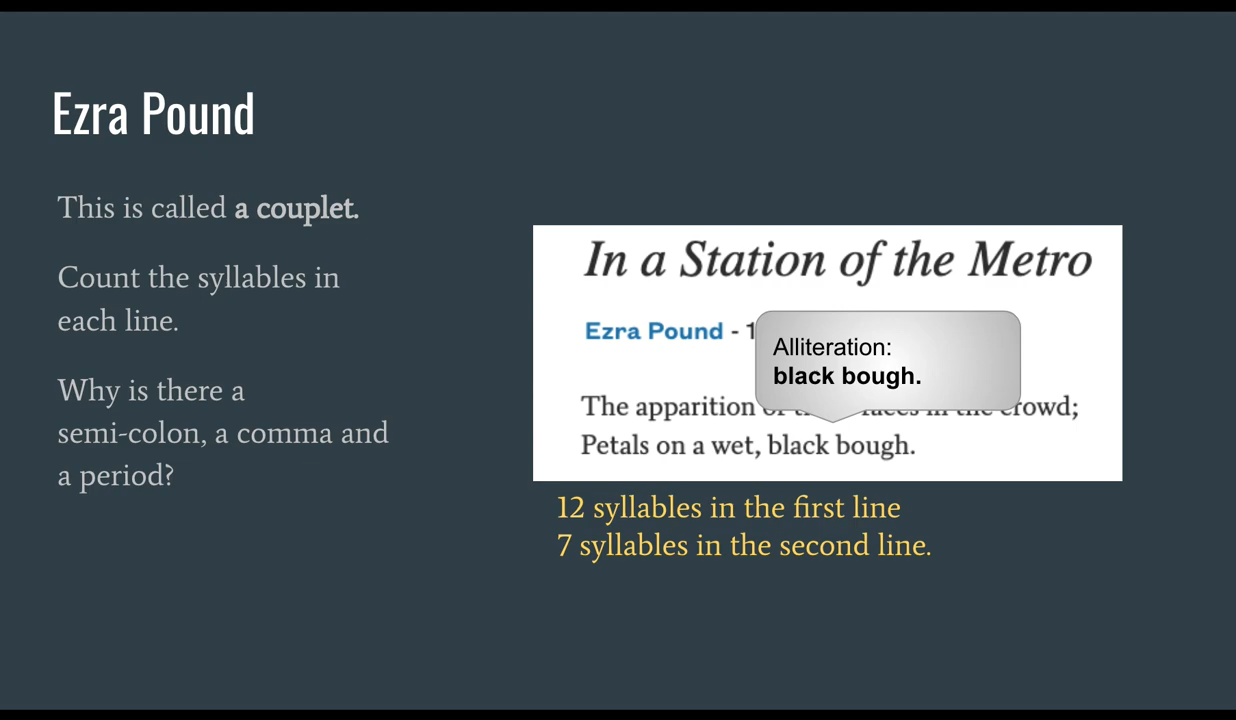 Ezra Pound
This is called a couplet.
Count the syllables in
each line.
Why is there a
semi-colon, a comma and
a period?
In a Station of the Metro
Ezra Pound - 1
Alliteration:
black bough.
The apparition in the crowd;
Petals on a wet, black bough.
12 syllables in the first line
7 syllables in the second line.